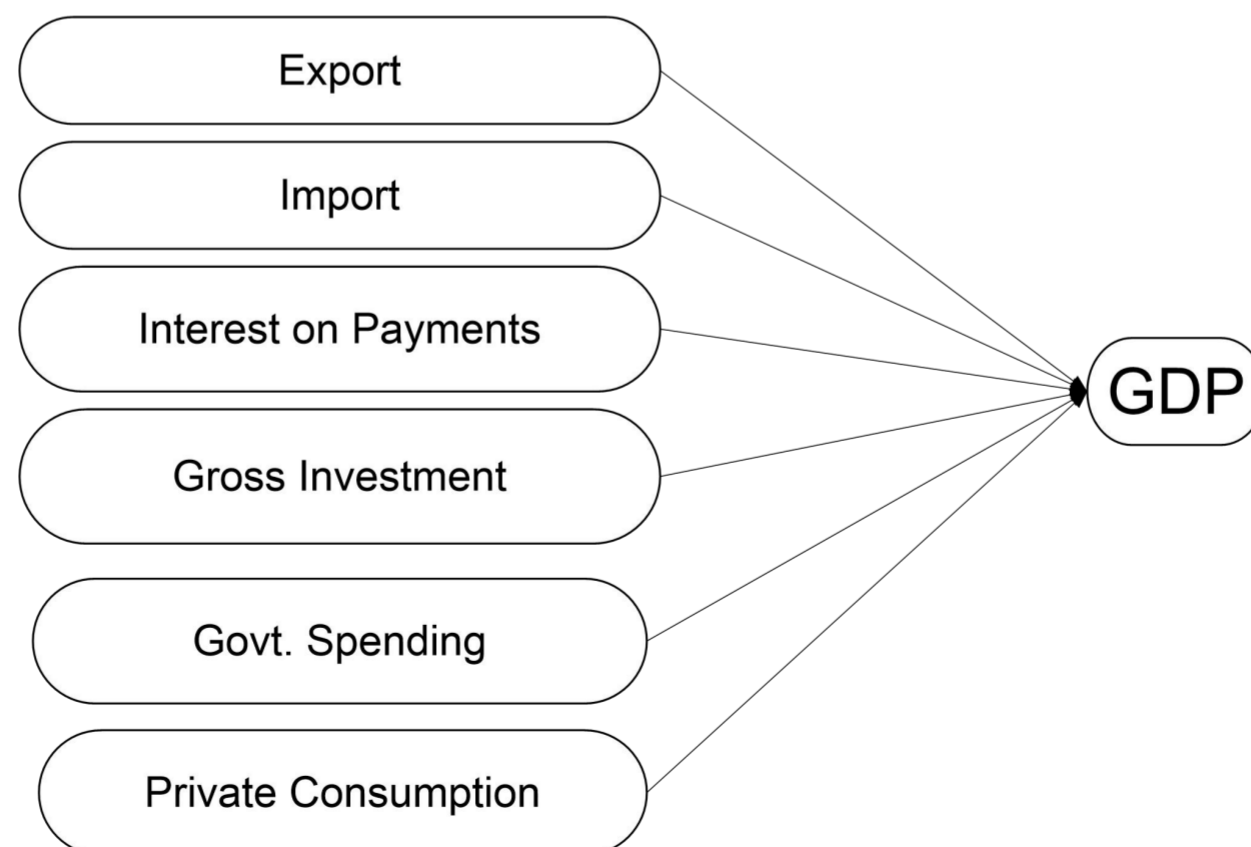 Export
Import
Interest on Payments
GDP
Gross Investment
Govt. Spending
Private Consumption